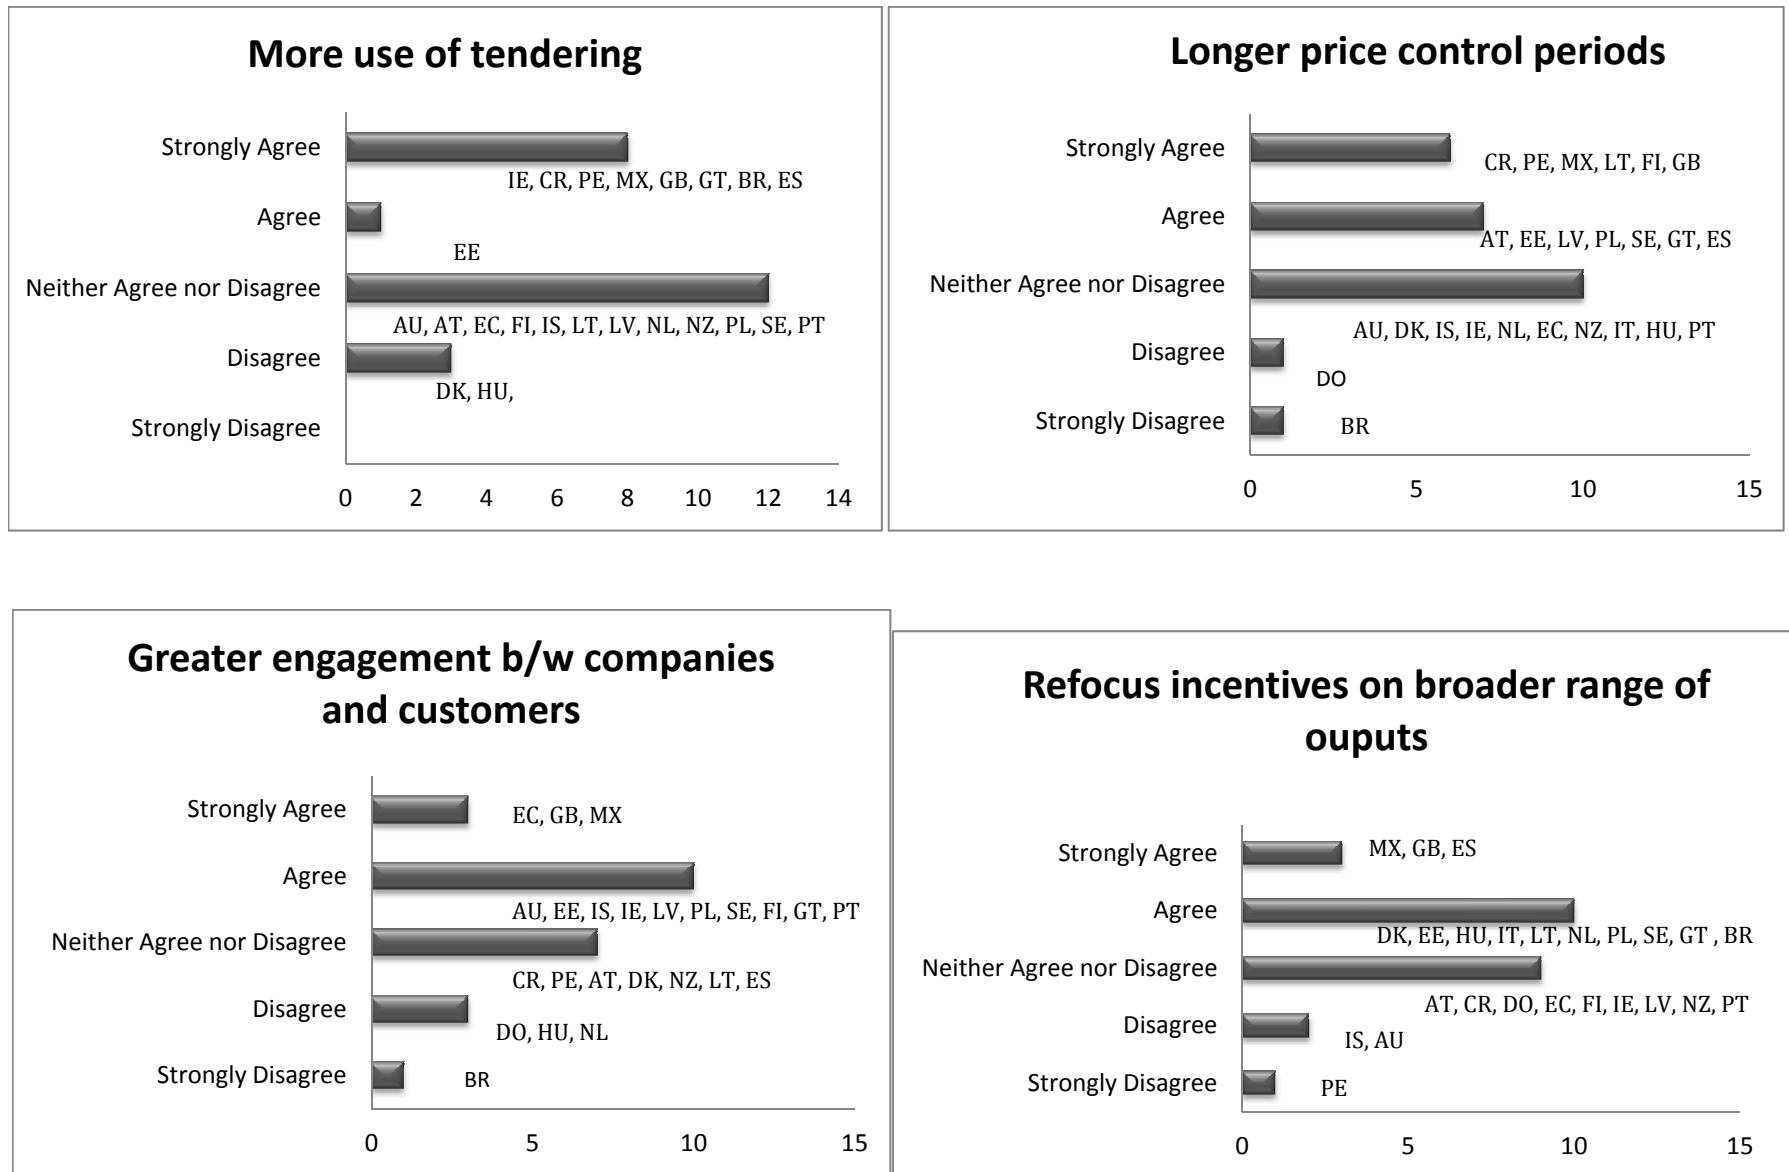 More use of tendering
Strongly Agree
IE, CR, PE, MX, GB, GT, BR, ES
Agree
EE
Neither Agree nor Disagree
AU, AT, EC, FI, IS, LT, LV, NL, NZ, PL, SE, PT
Disagree
DK, HU,
Strongly Disagree
0 2 4 6 8 10 12 14
Longer price control periods
Strongly Agree
CR, PE, MX, LT, FI, GB
Agree
AT, EE, LV, PL, SE, GT, ES
Neither Agree nor Disagree
AU, DK, IS, IE, NL, EC, NZ, IT, HU, PT
Disagree
DO
Strongly Disagree
BR
0 5 10 15
Greater engagement b/w companies
and customers
Strongly Agree
EC, GB, MX
Agree
AU, EE, IS, IE, LV, PL, SE, FI, GT, PT
Neither Agree nor Disagree
CR, PE, AT, DK, NZ, LT, ES
Disagree
DO, HU, NL
Strongly Disagree
BR
0 5 10 15
Refocus incentives on broader range of
ouputs
Strongly Agree
MX, GB, ES
Agree
DK, EE, HU, IT, LT, NL, PL, SE, GT , BR
Neither Agree nor Disagree
AT, CR, DO, EC, FI, IE, LV, NZ, PT
Disagree
IS, AU
Strongly Disagree
PE
0 5 10 15